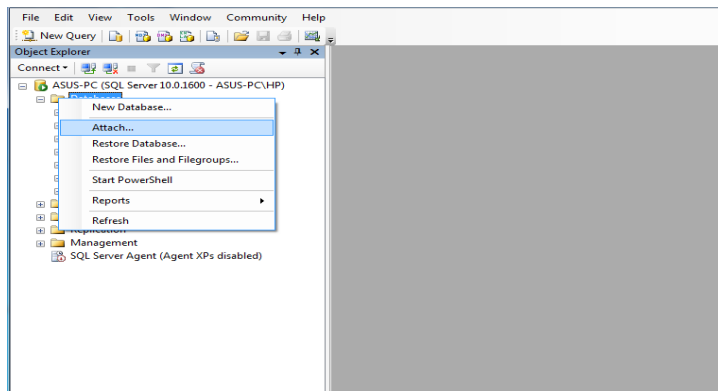 File Edit View Tools Window Community Help
New Query
Object Explorer
Connect
ASUS-PC (SQL Server 10.0.1600 - ASUS-PC\HP)
Databases
New Database...
Attach...
Restore Database...
Restore Files and Filegroups...
Start PowerShell
Reports
Refresh
Replication
Management
SQL Server Agent (Agent XPs disabled)